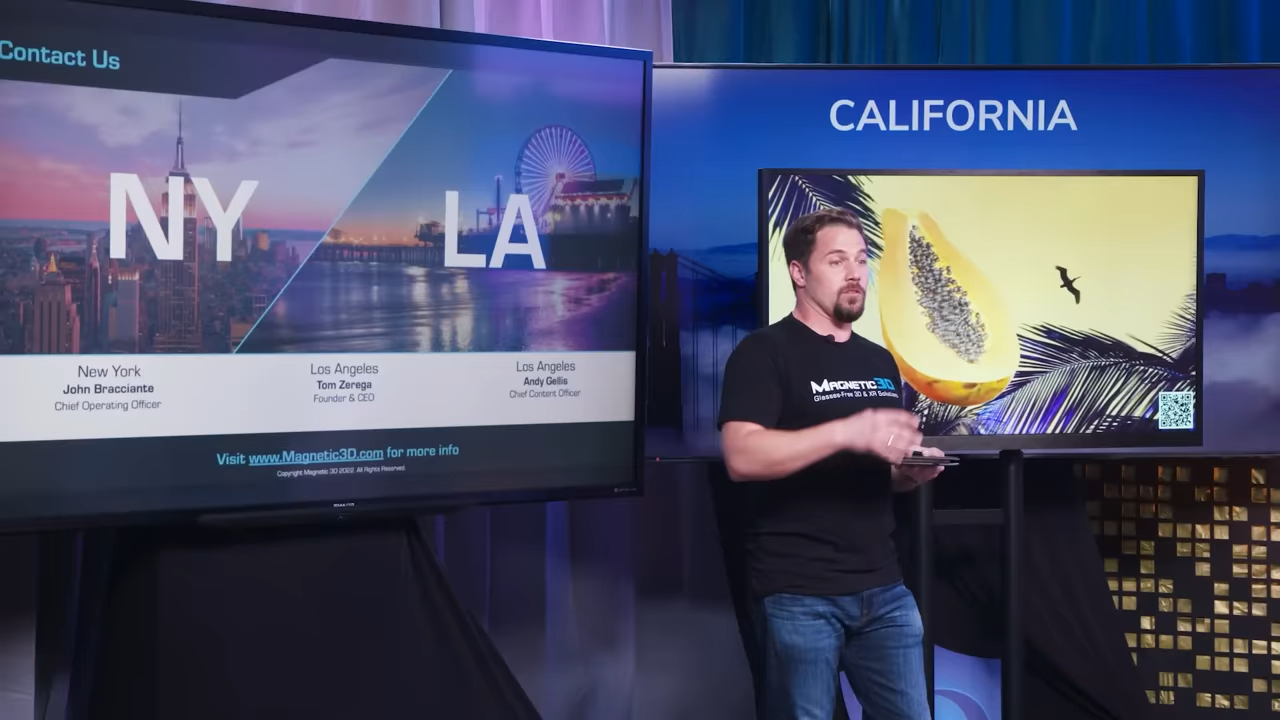 Contact Us
NY
LA
New York
John Bracciante
Chief Operating Officer
Los Angeles
Tom Zerega
Founder & CEO
Los Angeles
Andy Gellis
Chief Content Officer
Visit www.Magnetic3D.com for more info
Copyright Magnetic 3D 2022. All Rights Reserved.
CALIFORNIA
MAGNETIC3D
Glasses-Free 3D & XR Solutions